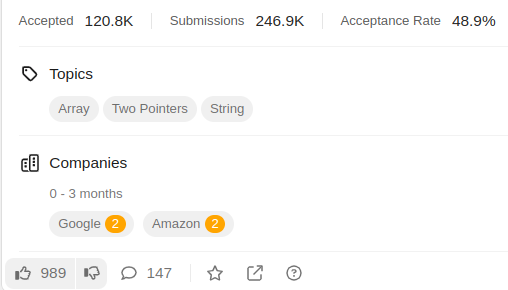 Accepted 120.8K Submissions 246.9K Acceptance Rate 48.9%
Topics
Array Two Pointers String
Companies
0 - 3 months
Google 2 Amazon 2
989 147